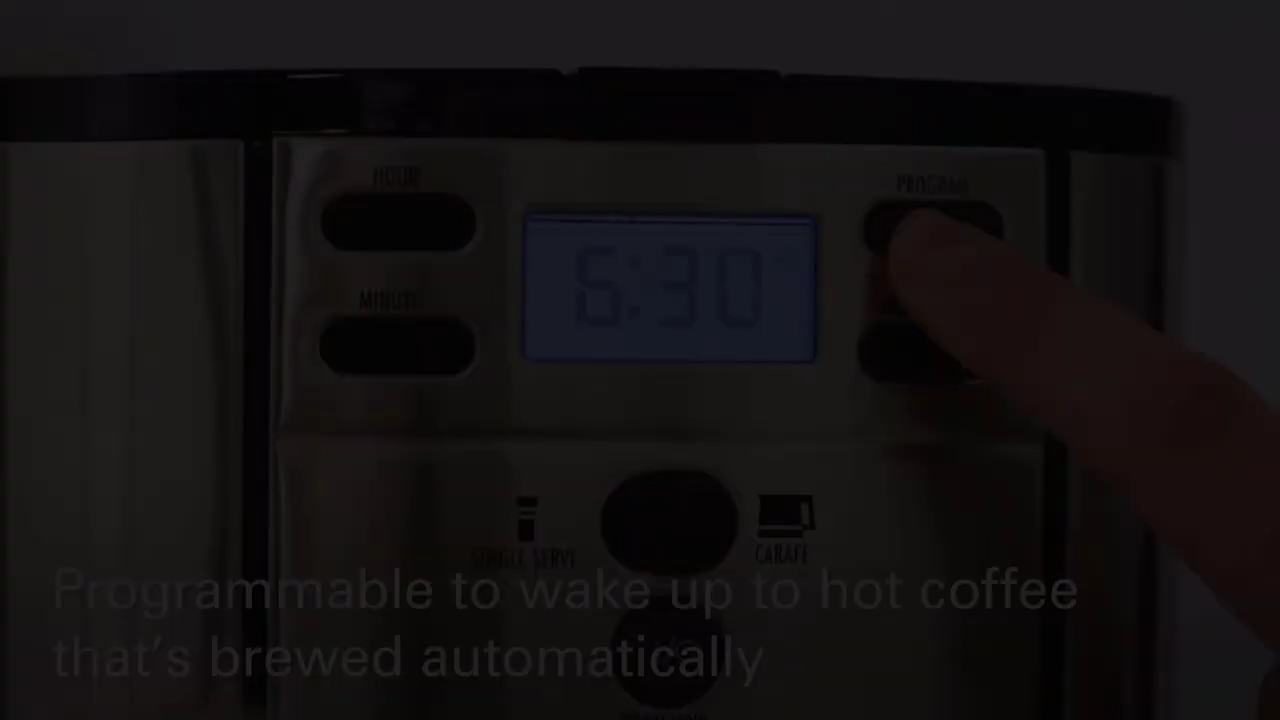 HOUR
PROGRAM
6:30
MINUTE
SINGLE SERVE
CARAFE
Programmable to wake up to hot coffee
that's brewed automatically